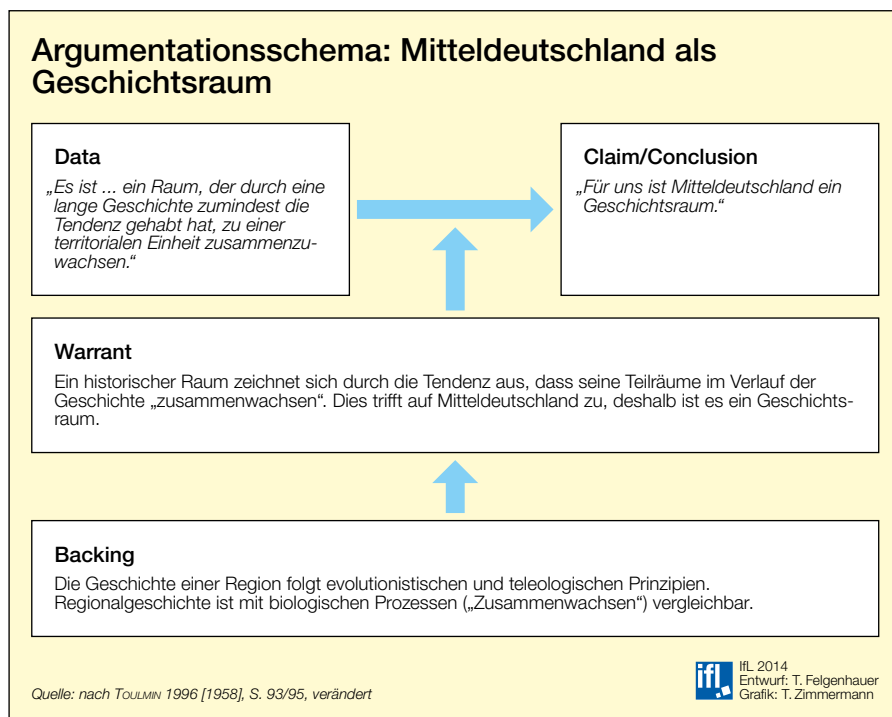 Argumentationsschema: Mitteldeutschland als
Geschichtsraum
Data
„Es ist ... ein Raum, der durch eine
lange Geschichte zumindest die
Tendenz gehabt hat, zu einer
territorialen Einheit zusammenzu-
wachsen.“
Claim/Conclusion
„Für uns ist Mitteldeutschland ein
Geschichtsraum.“
Warrant
Ein historischer Raum zeichnet sich durch die Tendenz aus, dass seine Teilräume im Verlauf der
Geschichte „zusammenwachsen“. Dies trifft auf Mitteldeutschland zu, deshalb ist es ein Geschichts-
raum.
Backing
Die Geschichte einer Region folgt evolutionistischen und teleologischen Prinzipien.
Regionalgeschichte ist mit biologischen Prozessen („Zusammenwachsen“) vergleichbar.
Quelle: nach TOULMIN 1996 [1958], S. 93/95, verändert
ifl
IfL 2014
Entwurf: T. Felgenhauer
Grafik: T. Zimmermann